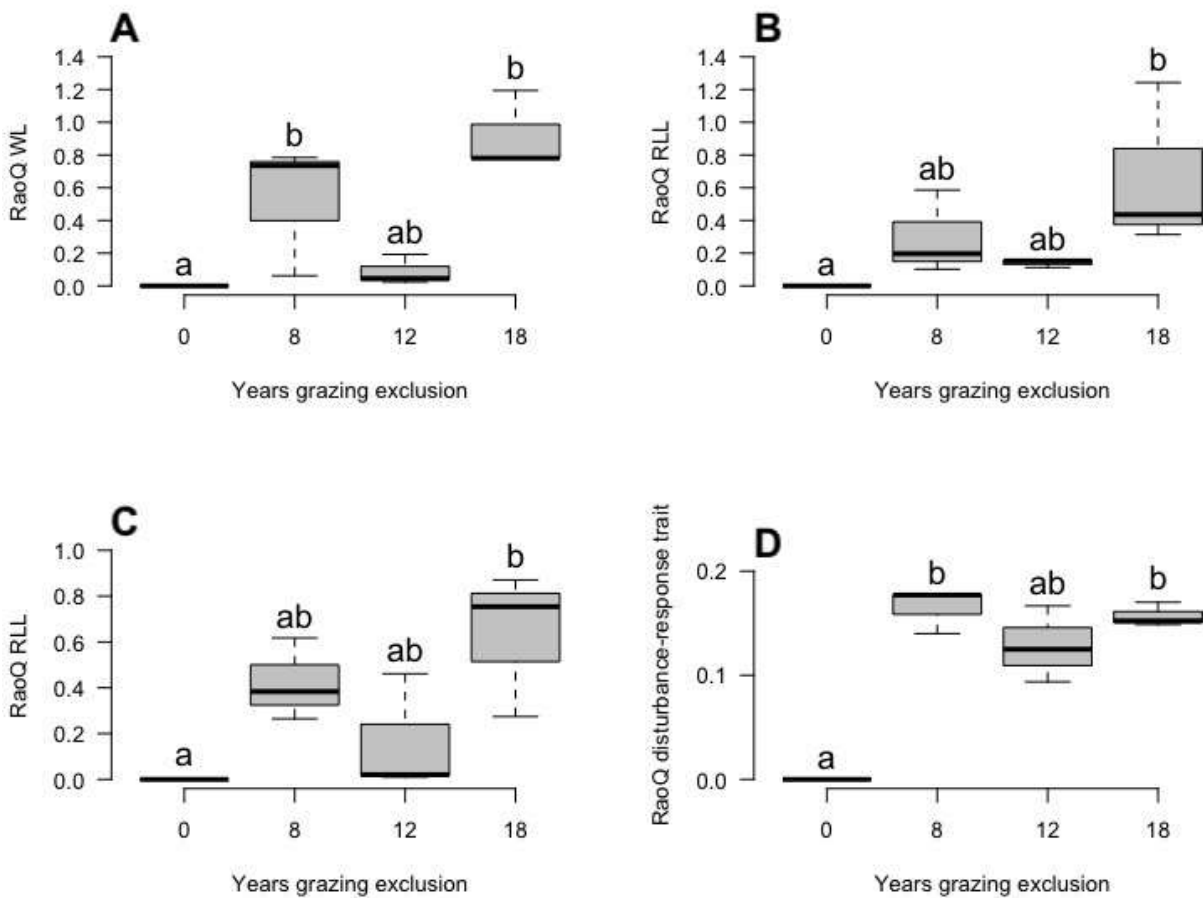 A
RaoQ WL
1.4
1.2
1.0
0.8
0.6
0.4
0.2
0.0
a
b
ab
b
0 8 12 18
Years grazing exclusion
B
RaoQ RLL
1.4
1.2
1.0
0.8
0.6
0.4
0.2
0.0
a
ab
ab
b
0 8 12 18
Years grazing exclusion
C
RaoQ RLL
1.0
0.8
0.6
0.4
0.2
0.0
a
ab
ab
b
0 8 12 18
Years grazing exclusion
D
RaoQ disturbance-response trait
0.2
0.1
0.0
a
b
ab
b
0 8 12 18
Years grazing exclusion